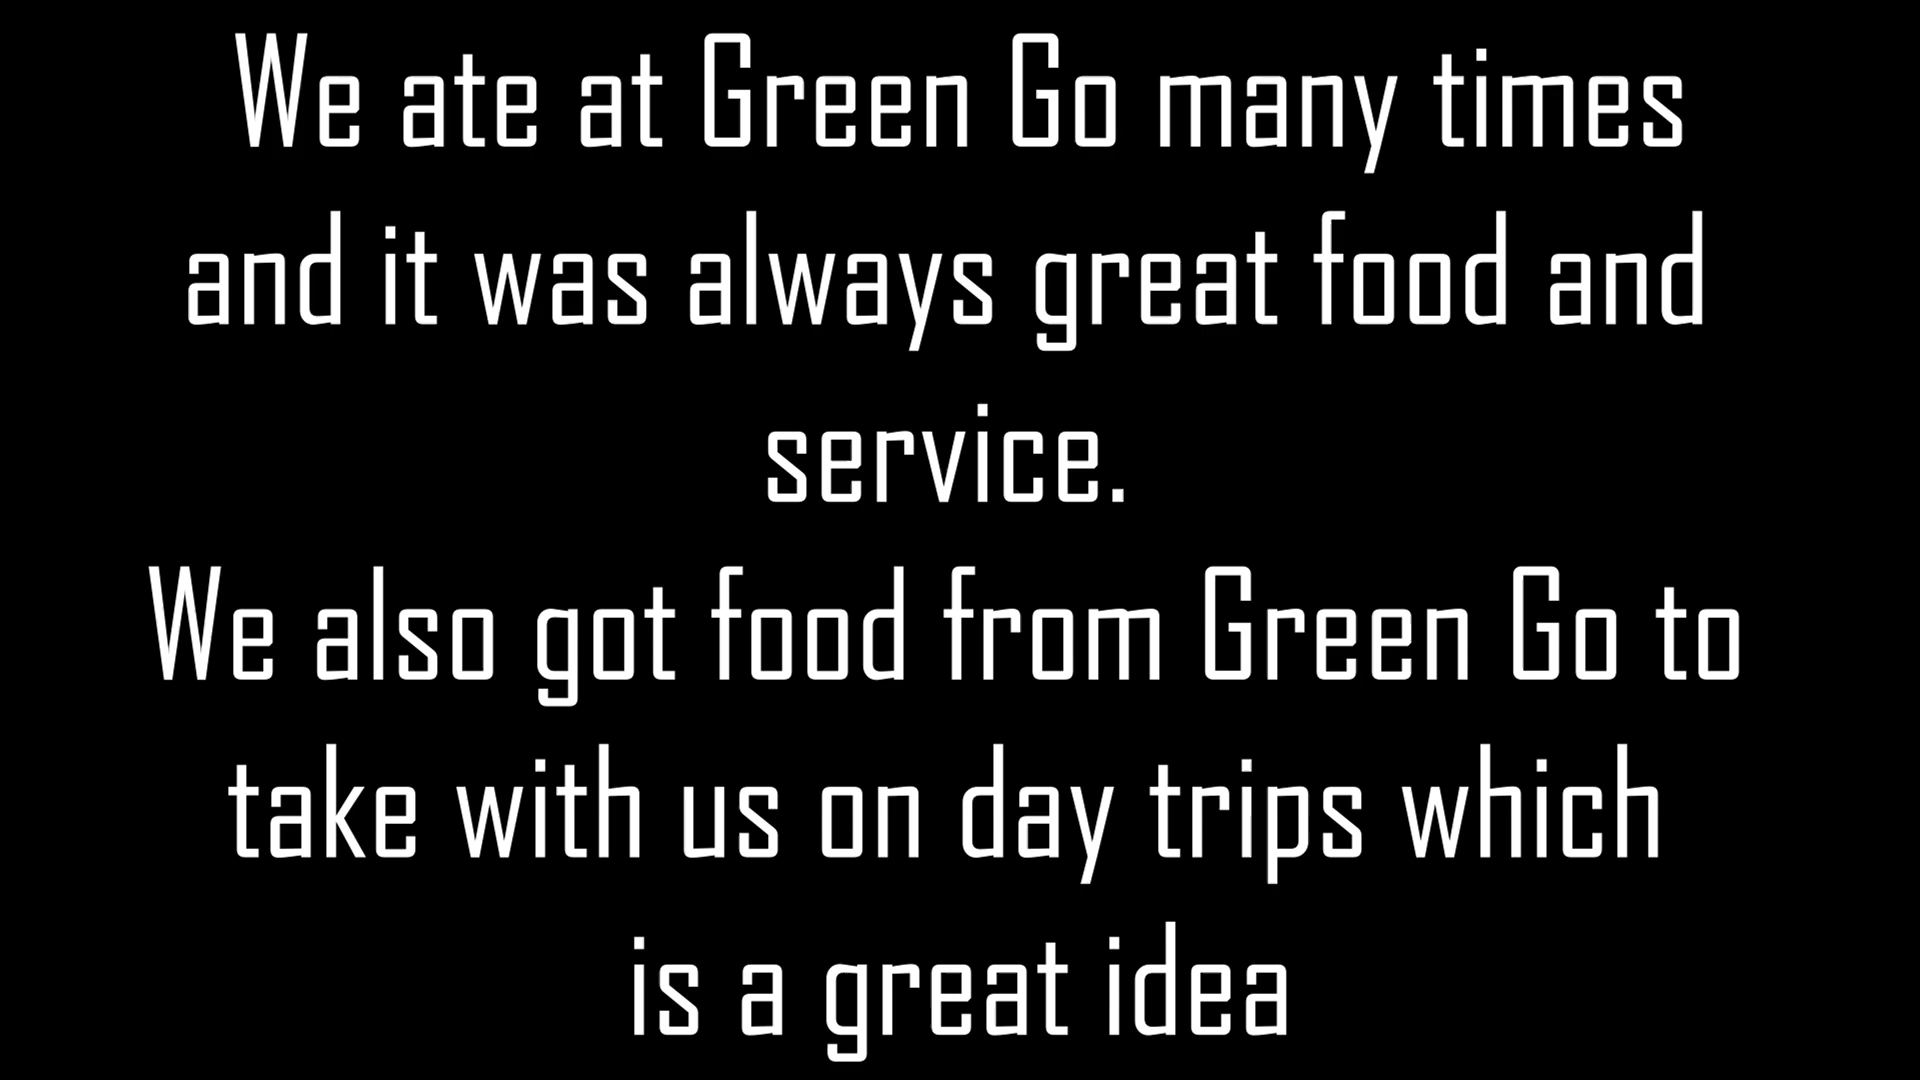 We ate at Green Go many times
and it was always great food and
service.
We also got food from Green Go to
take with us on day trips which
is a great idea